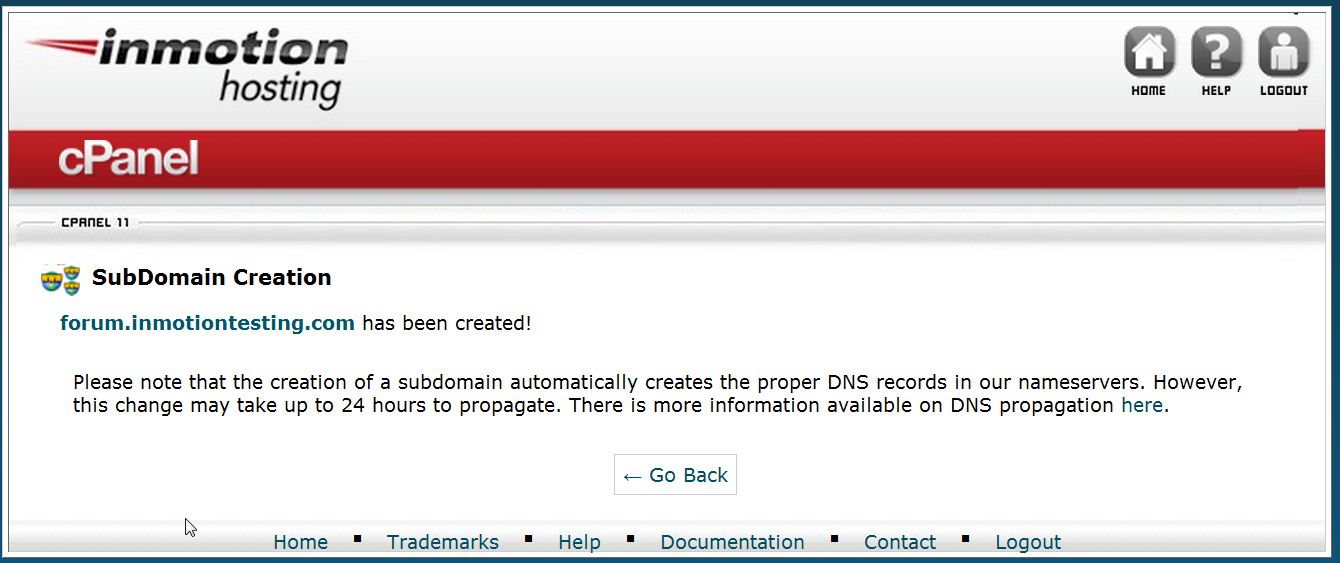 inmotion
hosting
HOME HELP LOGOUT
cPanel
CPANEL 11
SubDomain Creation
forum.inmotiontesting.com has been created!
Please note that the creation of a subdomain automatically creates the proper DNS records in our nameservers. However,
this change may take up to 24 hours to propagate. There is more information available on DNS propagation here.
← Go Back
Home ▪ Trademarks ▪ Help ▪ Documentation ▪ Contact ▪ Logout